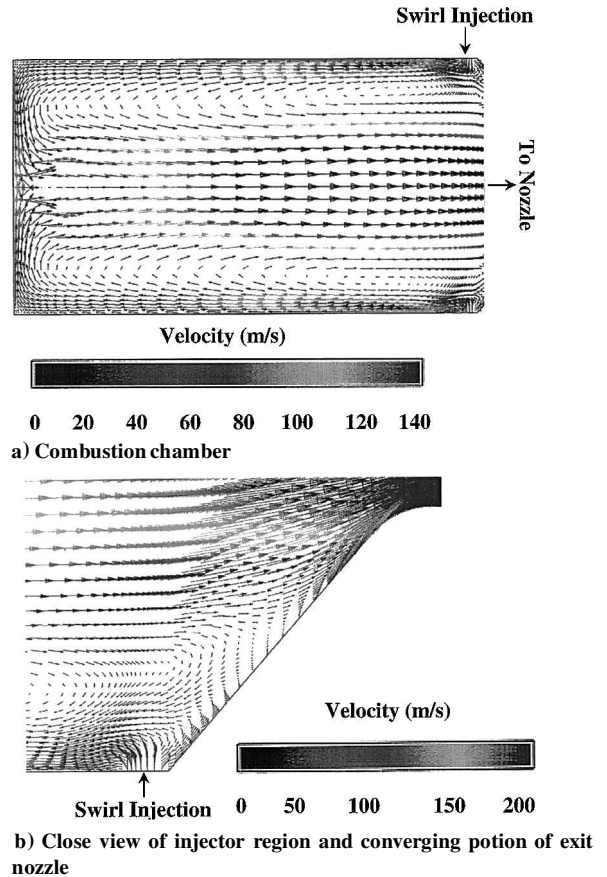 Swirl Injection
To Nozzle
Velocity (m/s)
0 20 40 60 80 100 120 140
a) Combustion chamber
Velocity (m/s)
Swirl Injection
0 50 100 150 200
b) Close view of injector region and converging potion of exit
nozzle